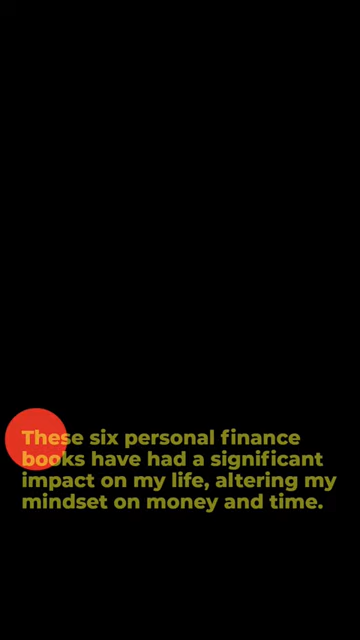 These six personal finance
books have had a significant
impact on my life, altering my
mindset on money and time.